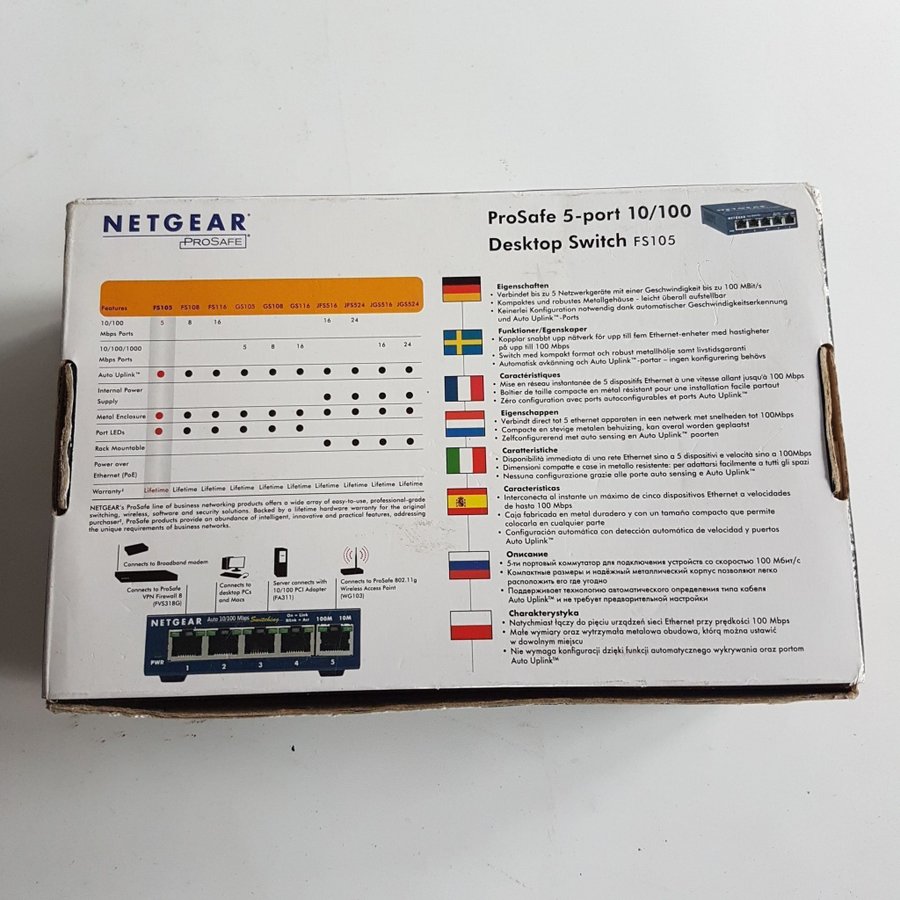 NETGEAR®
PROSAFE™
ProSafe 5-port 10/100
Desktop Switch FS105
Features FS105 FS108 FS116 GS105 GS108 GS116 JFS516 JFS524 JGS516 JGS524
10/100 5 8 16 16 24
Mbps Ports
10/100/1000 5 8 16 16 24
Mbps Ports
Auto Uplink™
Internal Power
Supply
Metal Enclosure
Port LEDs
Rack Mountable
Power over
Ethernet (PoE)
Warranty² Lifetime Lifetime Lifetime Lifetime Lifetime Lifetime Lifetime Lifetime Lifetime Lifetime
NETGEAR's ProSafe line of business networking products offers a wide array of easy-to-use, professional-grade
switching, wireless, software and security solutions. Backed by a lifetime hardware warranty for the original
purchaser², ProSafe products provide an abundance of intelligent, innovative and practical features, addressing
the unique requirements of business networks.
Connects to Broadband modem
Connects to ProSafe
VPN Firewall 8
(FVS318G)
Connects to
desktop PCs
and Macs
Server connects with
10/100 PCI Adapter
(FA311)
Connects to ProSafe 802.11g
Wireless Access Point
(WG103)
NETGEAR Auto 10/100 Mbps Switching On = Link
Blink = Act 100M 10M
PWR 1 2 3 4 5
Eigenschaften
• Verbindet bis zu 5 Netzwerkgeräte mit einer Geschwindigkeit bis zu 100 MBit/s
• Kompaktes und robustes Metallgehäuse - leicht überall aufstellbar
• Keinerlei Konfiguration notwendig dank automatischer Geschwindigkeitserkennung
und Auto Uplink™-Ports
Funktioner/Egenskaper
• Kopplar snabbt upp nätverk för upp till fem Ethernet-enheter med hastigheter
på upp till 100 Mbps
• Switch med kompakt format och robust metallhölje samt livstidsgaranti
• Automatisk avkänning och Auto Uplink™-portar – ingen konfigurering behövs
Caractéristiques
• Mise en réseau instantanée de 5 dispositifs Ethernet à une vitesse allant jusqu'à 100 Mbps
• Boîtier de taille compacte en métal résistant pour une installation facile partout
• Zéro configuration avec ports autoconfigurables et ports Auto Uplink™
Eigenschappen
• Verbindt direct tot 5 ethernet apparaten in een netwerk met snelheden tot 100Mbps
• Compacte en stevige metalen behuizing, kan overal worden geplaatst
• Zelfconfigurerend met auto sensing en Auto Uplink™ poorten
Caratteristiche
• Disponibilità immediata di una rete Ethernet sino a 5 dispositivi e velocità sino a 100Mbps
• Dimensioni compatte e case in metallo resistente: per adattarsi facilmente a tutti gli spazi
• Nessuna configurazione grazie alle porte auto sensing e Auto Uplink™
Características
• Interconecta al instante un máximo de cinco dispositivos Ethernet a velocidades
de hasta 100 Mbps
• Caja fabricada en metal duradero y con un tamaño compacto que permite
colocarla en cualquier parte
• Configuración automática con detección automática de velocidad y puertos
Auto Uplink™
Описание
• 5-ти портовый коммутатор для подключения устройств со скоростью 100 Мбит/с
• Компактные размеры и надёжный металлический корпус позволяют легко
расположить его где угодно
• Поддерживает технологию автоматического определения типа кабеля
Auto Uplink™ и не требует предварительной настройки
Charakterystyka
• Natychmiast łączy do pięciu urządzeń sieci Ethernet przy prędkości 100 Mbps
• Małe wymiary oraz wytrzymała metalowa obudowa, którą można ustawić
w dowolnym miejscu
• Nie wymaga konfiguracji dzięki funkcji automatycznego wykrywania oraz portom
Auto Uplink™